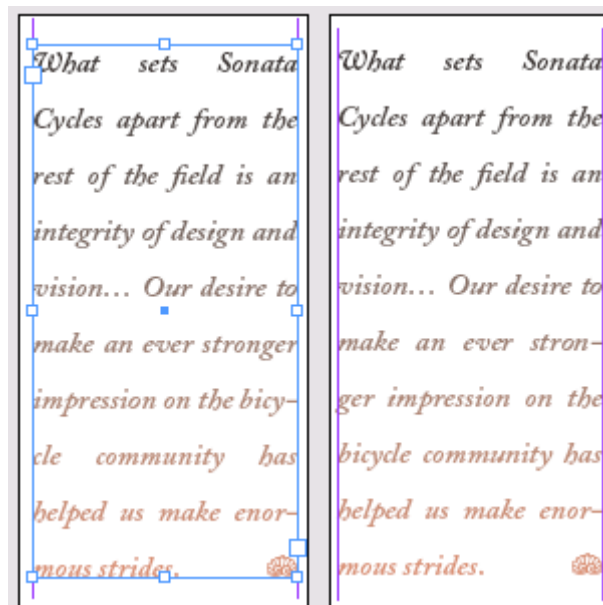 What sets Sonata
Cycles apart from the
rest of the field is an
integrity of design and
vision... Our desire to
make an ever stronger
impression on the bicy-
cle community has
helped us make enor-
mous strides.
What sets Sonata
Cycles apart from the
rest of the field is an
integrity of design and
vision... Our desire to
make an ever stron-
ger impression on the
bicycle community has
helped us make enor-
mous strides.